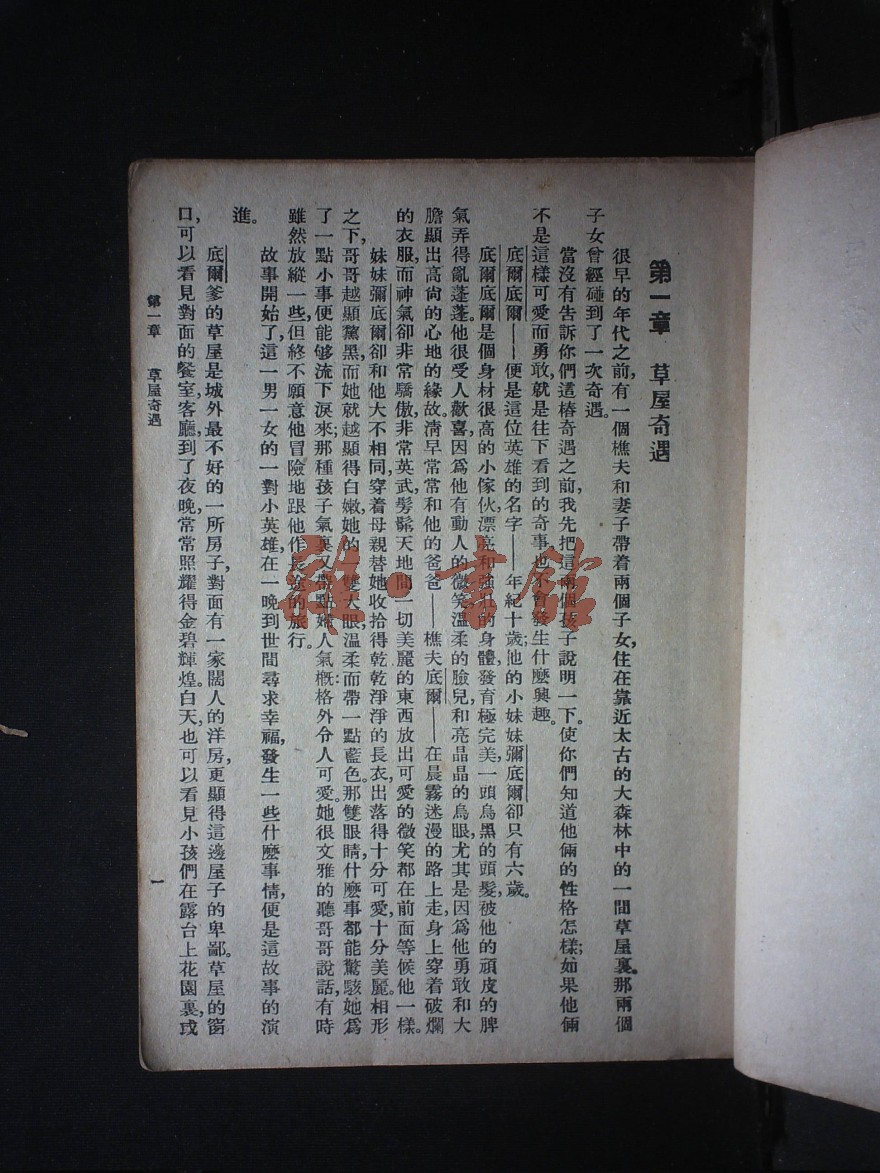 第一章　草屋奇遇
很早的年代之前,有一個樵夫和妻子帶着兩個子女,住在靠近太古的大森林中的一間草屋裏。那兩個
子女曾經碰到了一次奇遇。
當沒有告訴你們這樁奇遇之前,我先把這兩個孩子說明一下。使你們知道他倆的性格怎樣;如果他倆
不是這樣可愛而勇敢,就是往下看到的奇事,也不會發生什麽興趣。
底爾底爾——便是這位英雄的名字——年紀十歲;他的小妹妹彌底爾卻只有六歲。
底爾底爾是個身材很高的小傢伙,漂亮和強壯的身體,發育極完美,一頭烏黑的頭髮,被他的頑皮的脾
氣弄得亂蓬蓬。他很受人歡喜,因爲他有動人的微笑,溫柔的臉兒,和亮晶晶的烏眼,尤其是因爲他勇敢和大
膽顯出高尚的心地的緣故。淸早常常和他的爸爸——樵夫底爾——在晨霧迷漫的路上走,身上穿着破爛
的衣服,而神氣卻非常驕傲,非常英武,髣髴天地間一切美麗的東西放出可愛的微笑都在前面等候他一樣。
妹妹彌底爾卻和他大不相同,穿着母親替她收拾得乾乾淨淨的長衣,出落得十分可愛,十分美麗。相形
之下,哥哥越顯黧黑,而她就越顯得白嫩,她的一雙大眼,溫柔而帶一點藍色。那雙眼睛,什麽事都能驚駭她,爲
了一點小事便能够流下淚來;那種孩子氣裏又帶點婦人氣槪,格外令人可愛。她很文雅的聽哥哥說話,有時
雖然放縱一些,但終不願意他冒險地跟他作長途的旅行。
故事開始了,這一男一女的一對小英雄,在一晚到世間尋求幸福,發生一些什麽事情,便是這故事的演
進。
底爾爹的草屋是城外最不好的一所房子,對面有一家闊人的洋房,更顯得這邊屋子的卑鄙。草屋的窗
口,可以看見對面的餐室客廳,到了夜晚,常常照耀得金碧輝煌。白天,也可以看見小孩們在露台上花園裏,或
第一章　草屋奇遇
一
雜·書館